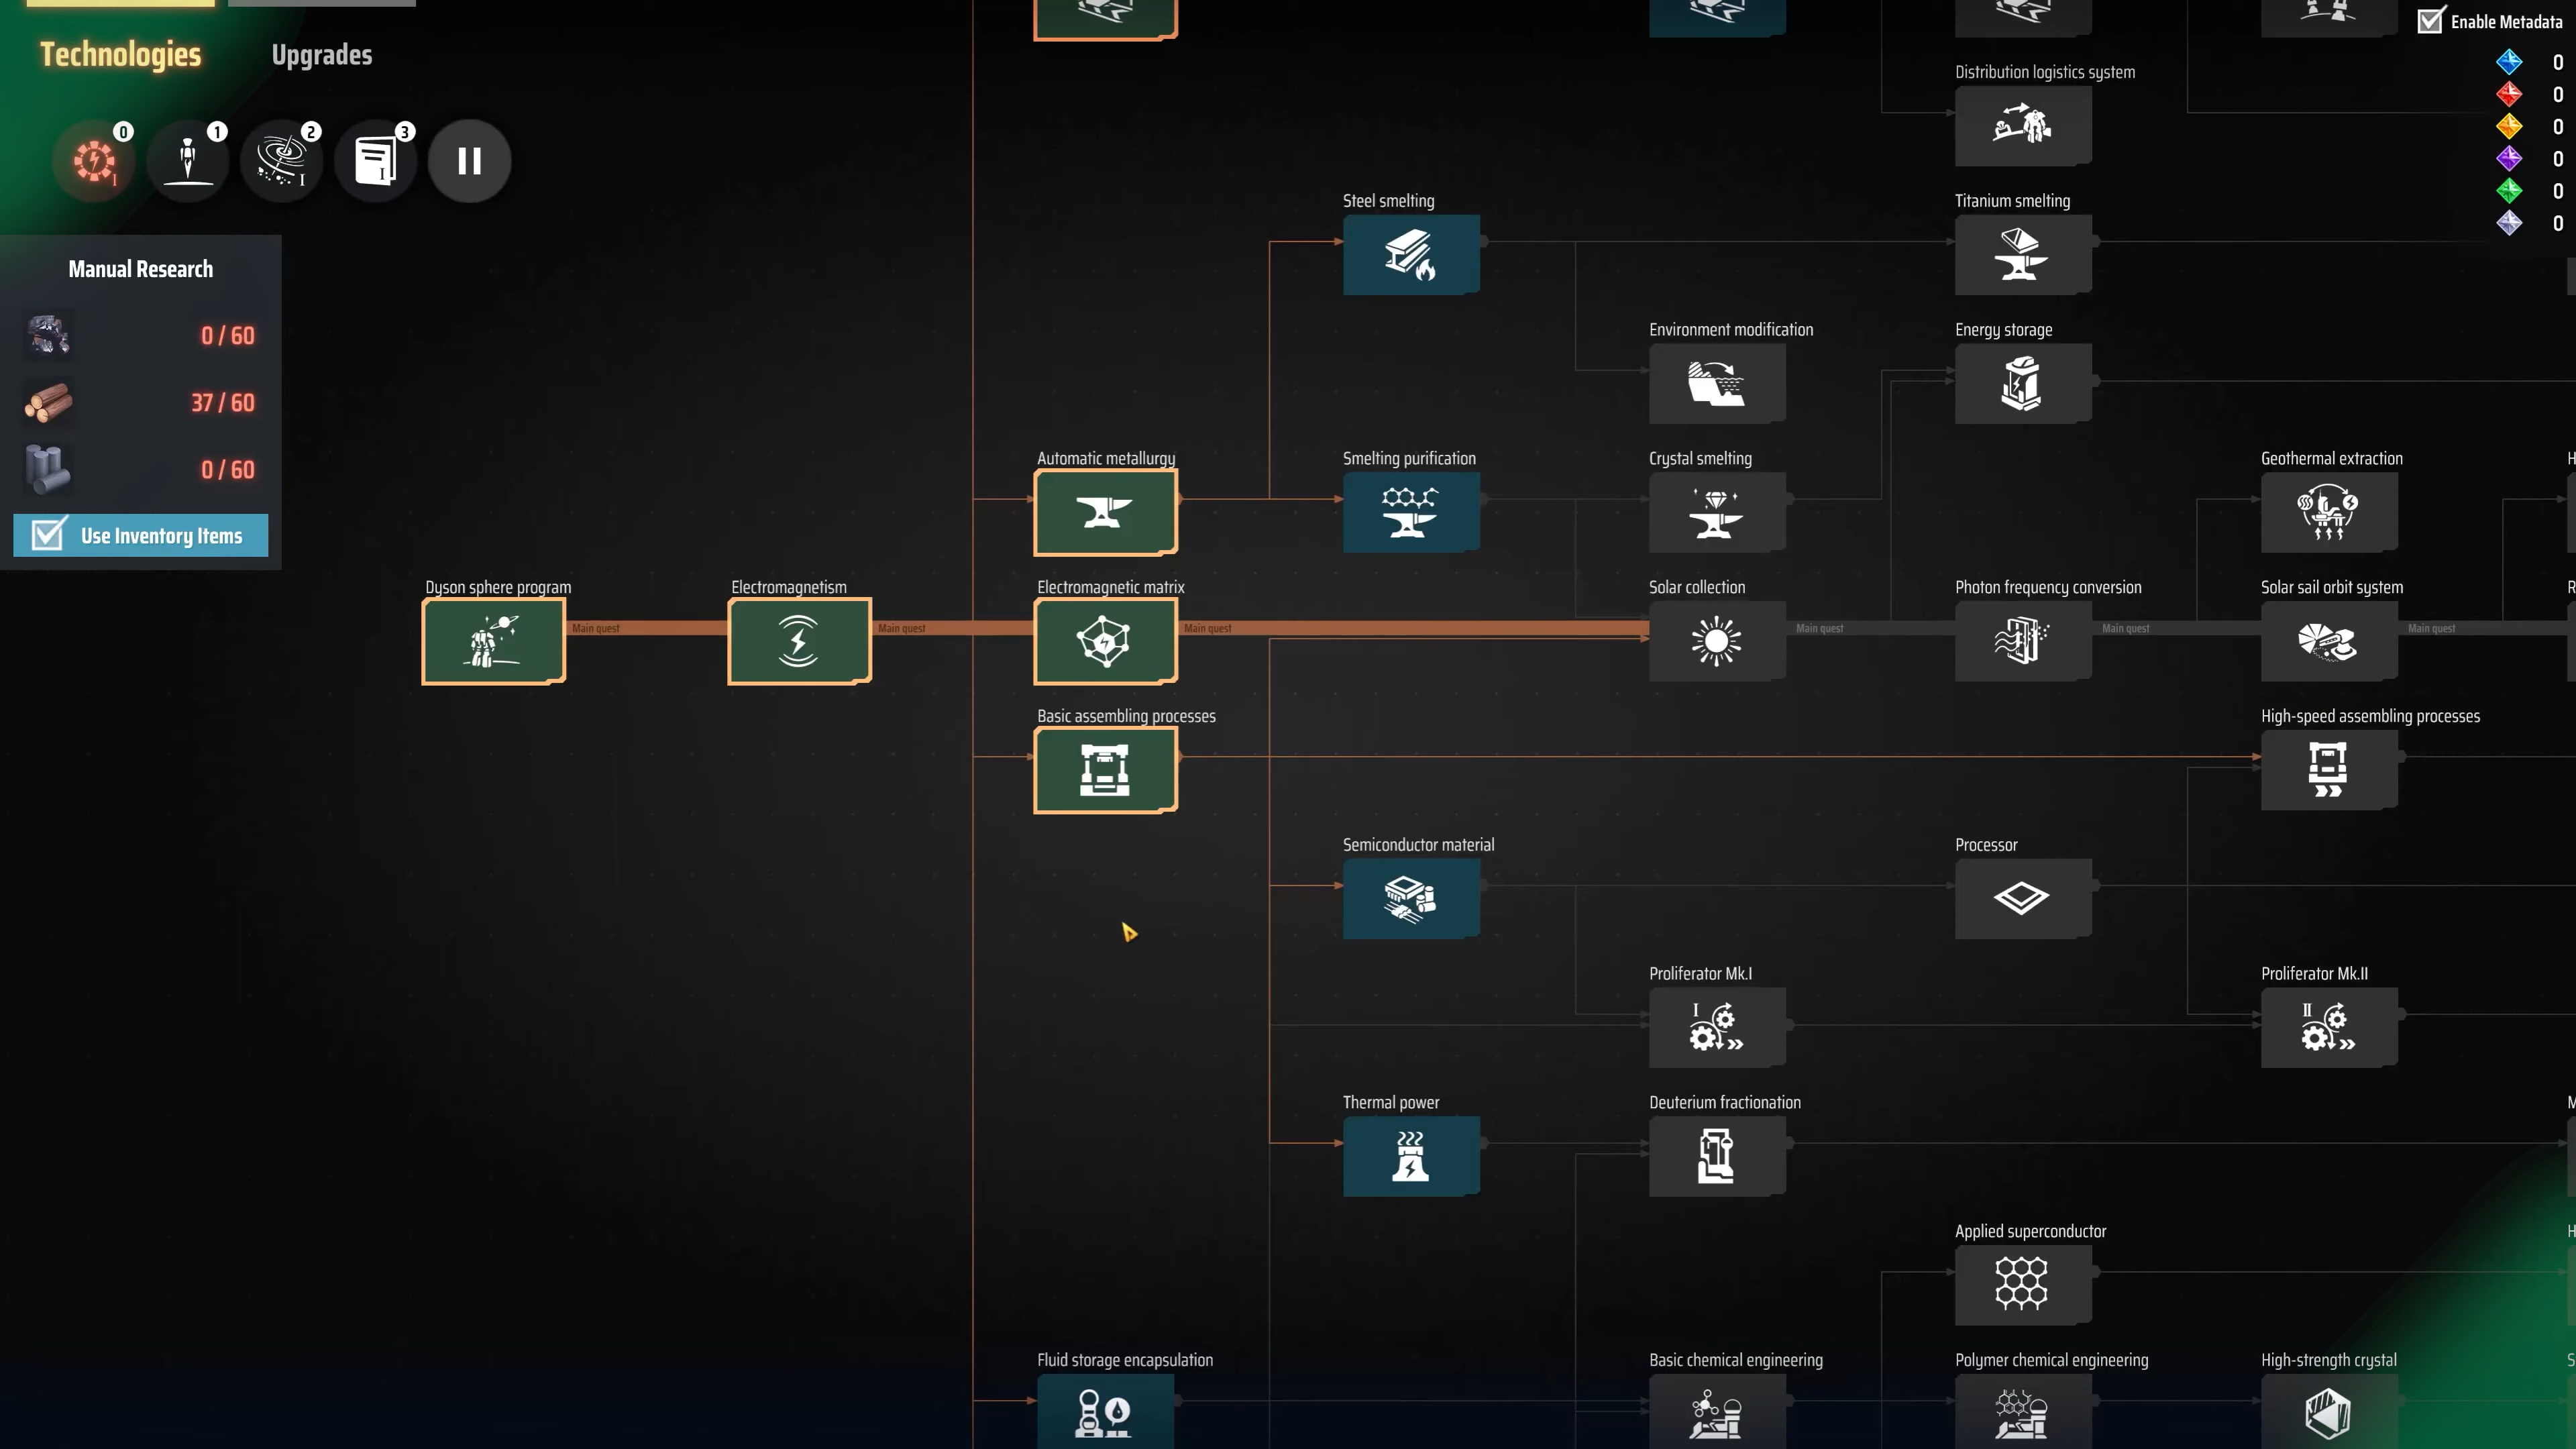 Technologies
Upgrades
Enable Metadata
0
0
0
0
0
0
0
1
2
3
I
I
I
Manual Research
0 / 60
37 / 60
0 / 60
Use Inventory Items
Distribution logistics system
Steel smelting
Titanium smelting
Environment modification
Energy storage
Automatic metallurgy
Smelting purification
Crystal smelting
Geothermal extraction
Dyson sphere program
Electromagnetism
Electromagnetic matrix
Solar collection
Photon frequency conversion
Solar sail orbit system
Main quest
Main quest
Main quest
Main quest
Main quest
Main quest
Basic assembling processes
High-speed assembling processes
Semiconductor material
Processor
Proliferator Mk.I
Proliferator Mk.II
I
II
Thermal power
Deuterium fractionation
Applied superconductor
Fluid storage encapsulation
Basic chemical engineering
Polymer chemical engineering
High-strength crystal